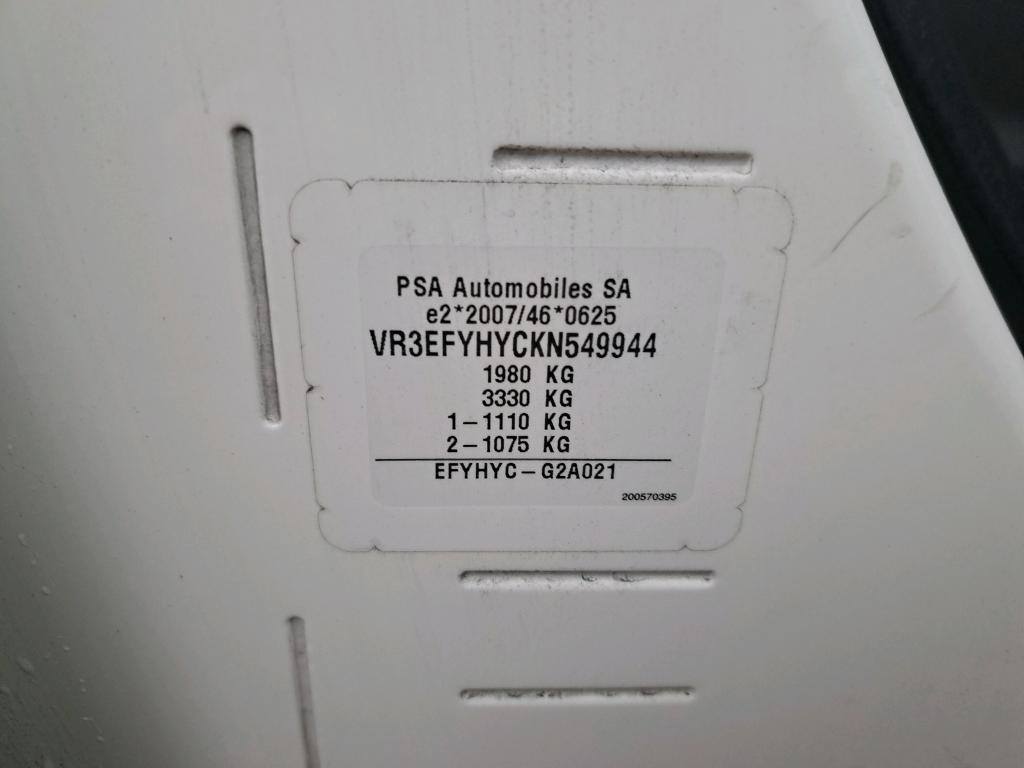 PSA Automobiles SA
e2*2007/46*0625
VR3EFYHYCKN549944
1980 KG
3330 KG
1-1110 KG
2-1075 KG
EFYHYC-G2A021
200570395